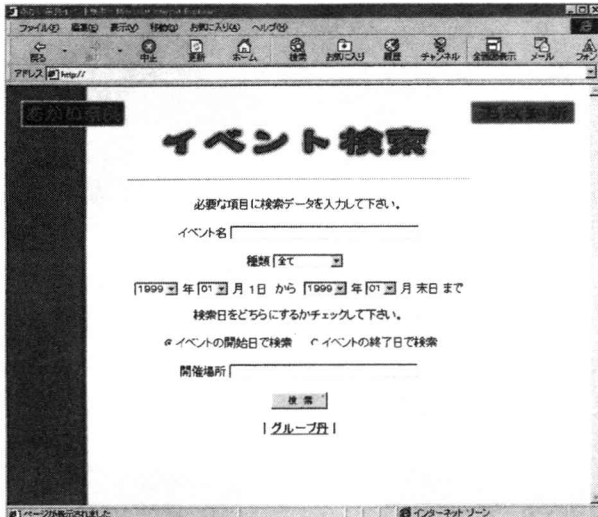 ファイル(F) 編集(E) 表示(V) 移動(G) お気に入り(A) ヘルプ(H)
戻る 中止 更新 ホーム 検索 お気に入り 履歴 チャンネル 全画面表示 メール フォン
アドレス http://
イベント検索
必要な項目に検索データを入力して下さい。
イベント名
種類 全て
1999 年 01 月 1日 から 1999 年 01 月 末日 まで
検索日をどちらにするかチェックして下さい。
イベントの開始日で検索 イベントの終了日で検索
開催場所
検 索
| グループ丹 |
ページが表示されました インターネット ゾーン